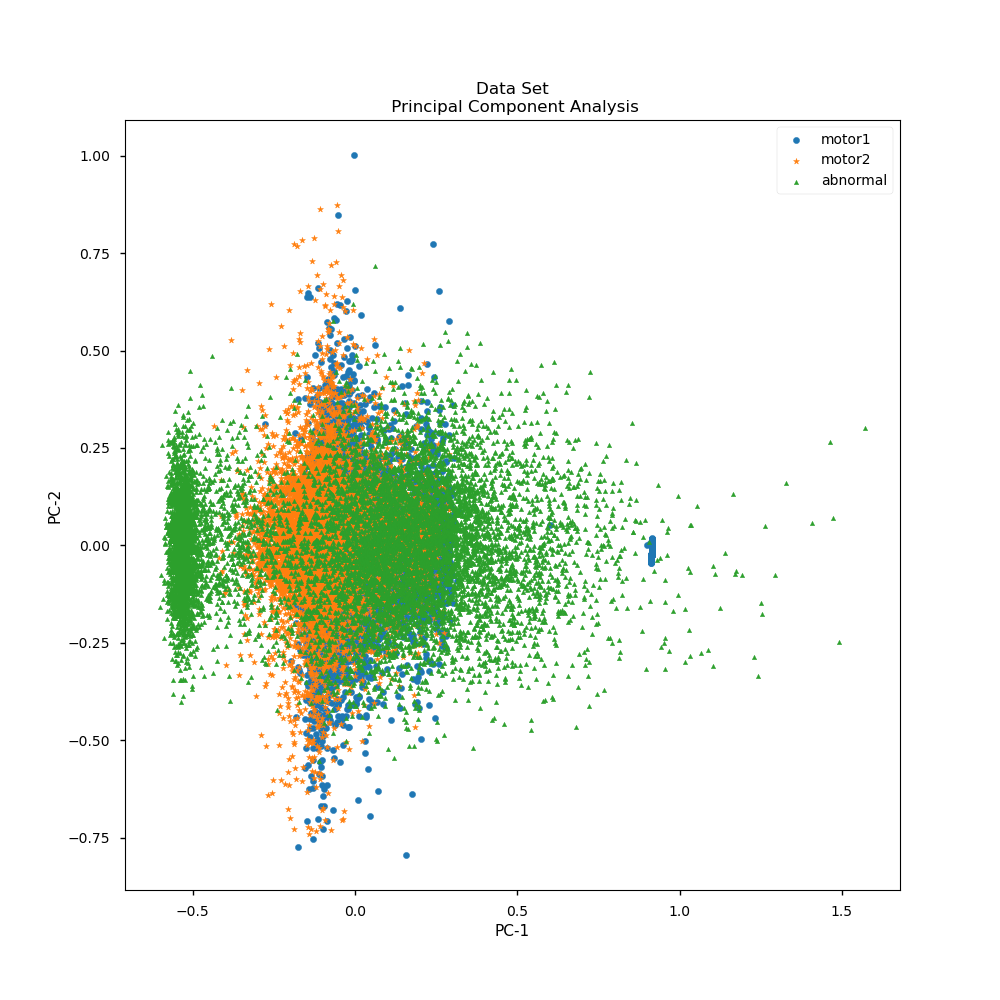 Data Set
Principal Component Analysis
motor1
motor2
abnormal
1.00
0.75
0.50
0.25
0.00
−0.25
−0.50
−0.75
PC-2
−0.5
0.0
0.5
1.0
1.5
PC-1